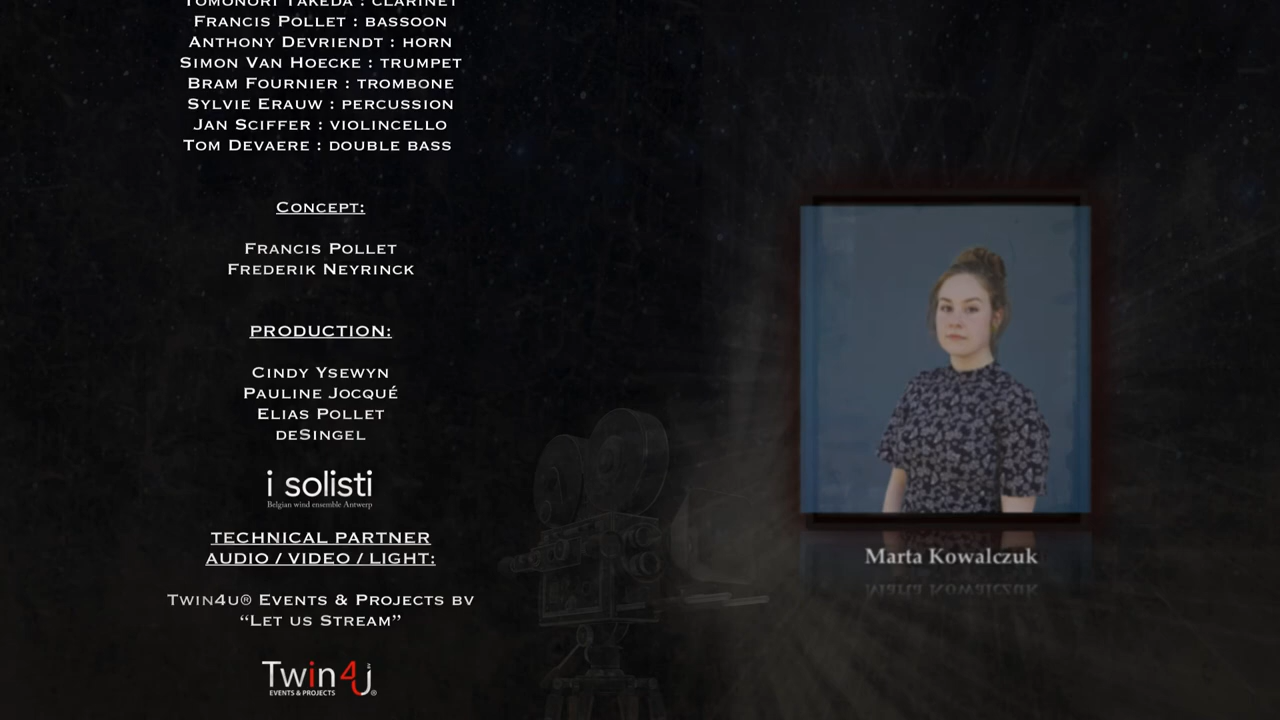 TOMONORI TAKEDA : CLARINET
FRANCIS POLLET : BASSOON
ANTHONY DEVRIENDT : HORN
SIMON VAN HOECKE : TRUMPET
BRAM FOURNIER : TROMBONE
SYLVIE ERAUW : PERCUSSION
JAN SCIFFER : VIOLINCELLO
TOM DEVAERE : DOUBLE BASS
CONCEPT:
FRANCIS POLLET
FREDERIK NEYRINCK
PRODUCTION:
CINDY YSEWYN
PAULINE JOCQUÉ
ELIAS POLLET
DESINGEL
i solisti
Belgian wind ensemble Antwerp
TECHNICAL PARTNER
AUDIO / VIDEO / LIGHT:
TWIN4U® EVENTS & PROJECTS BV
“LET US STREAM”
Twin4U®
EVENTS & PROJECTS
Marta Kowalczuk